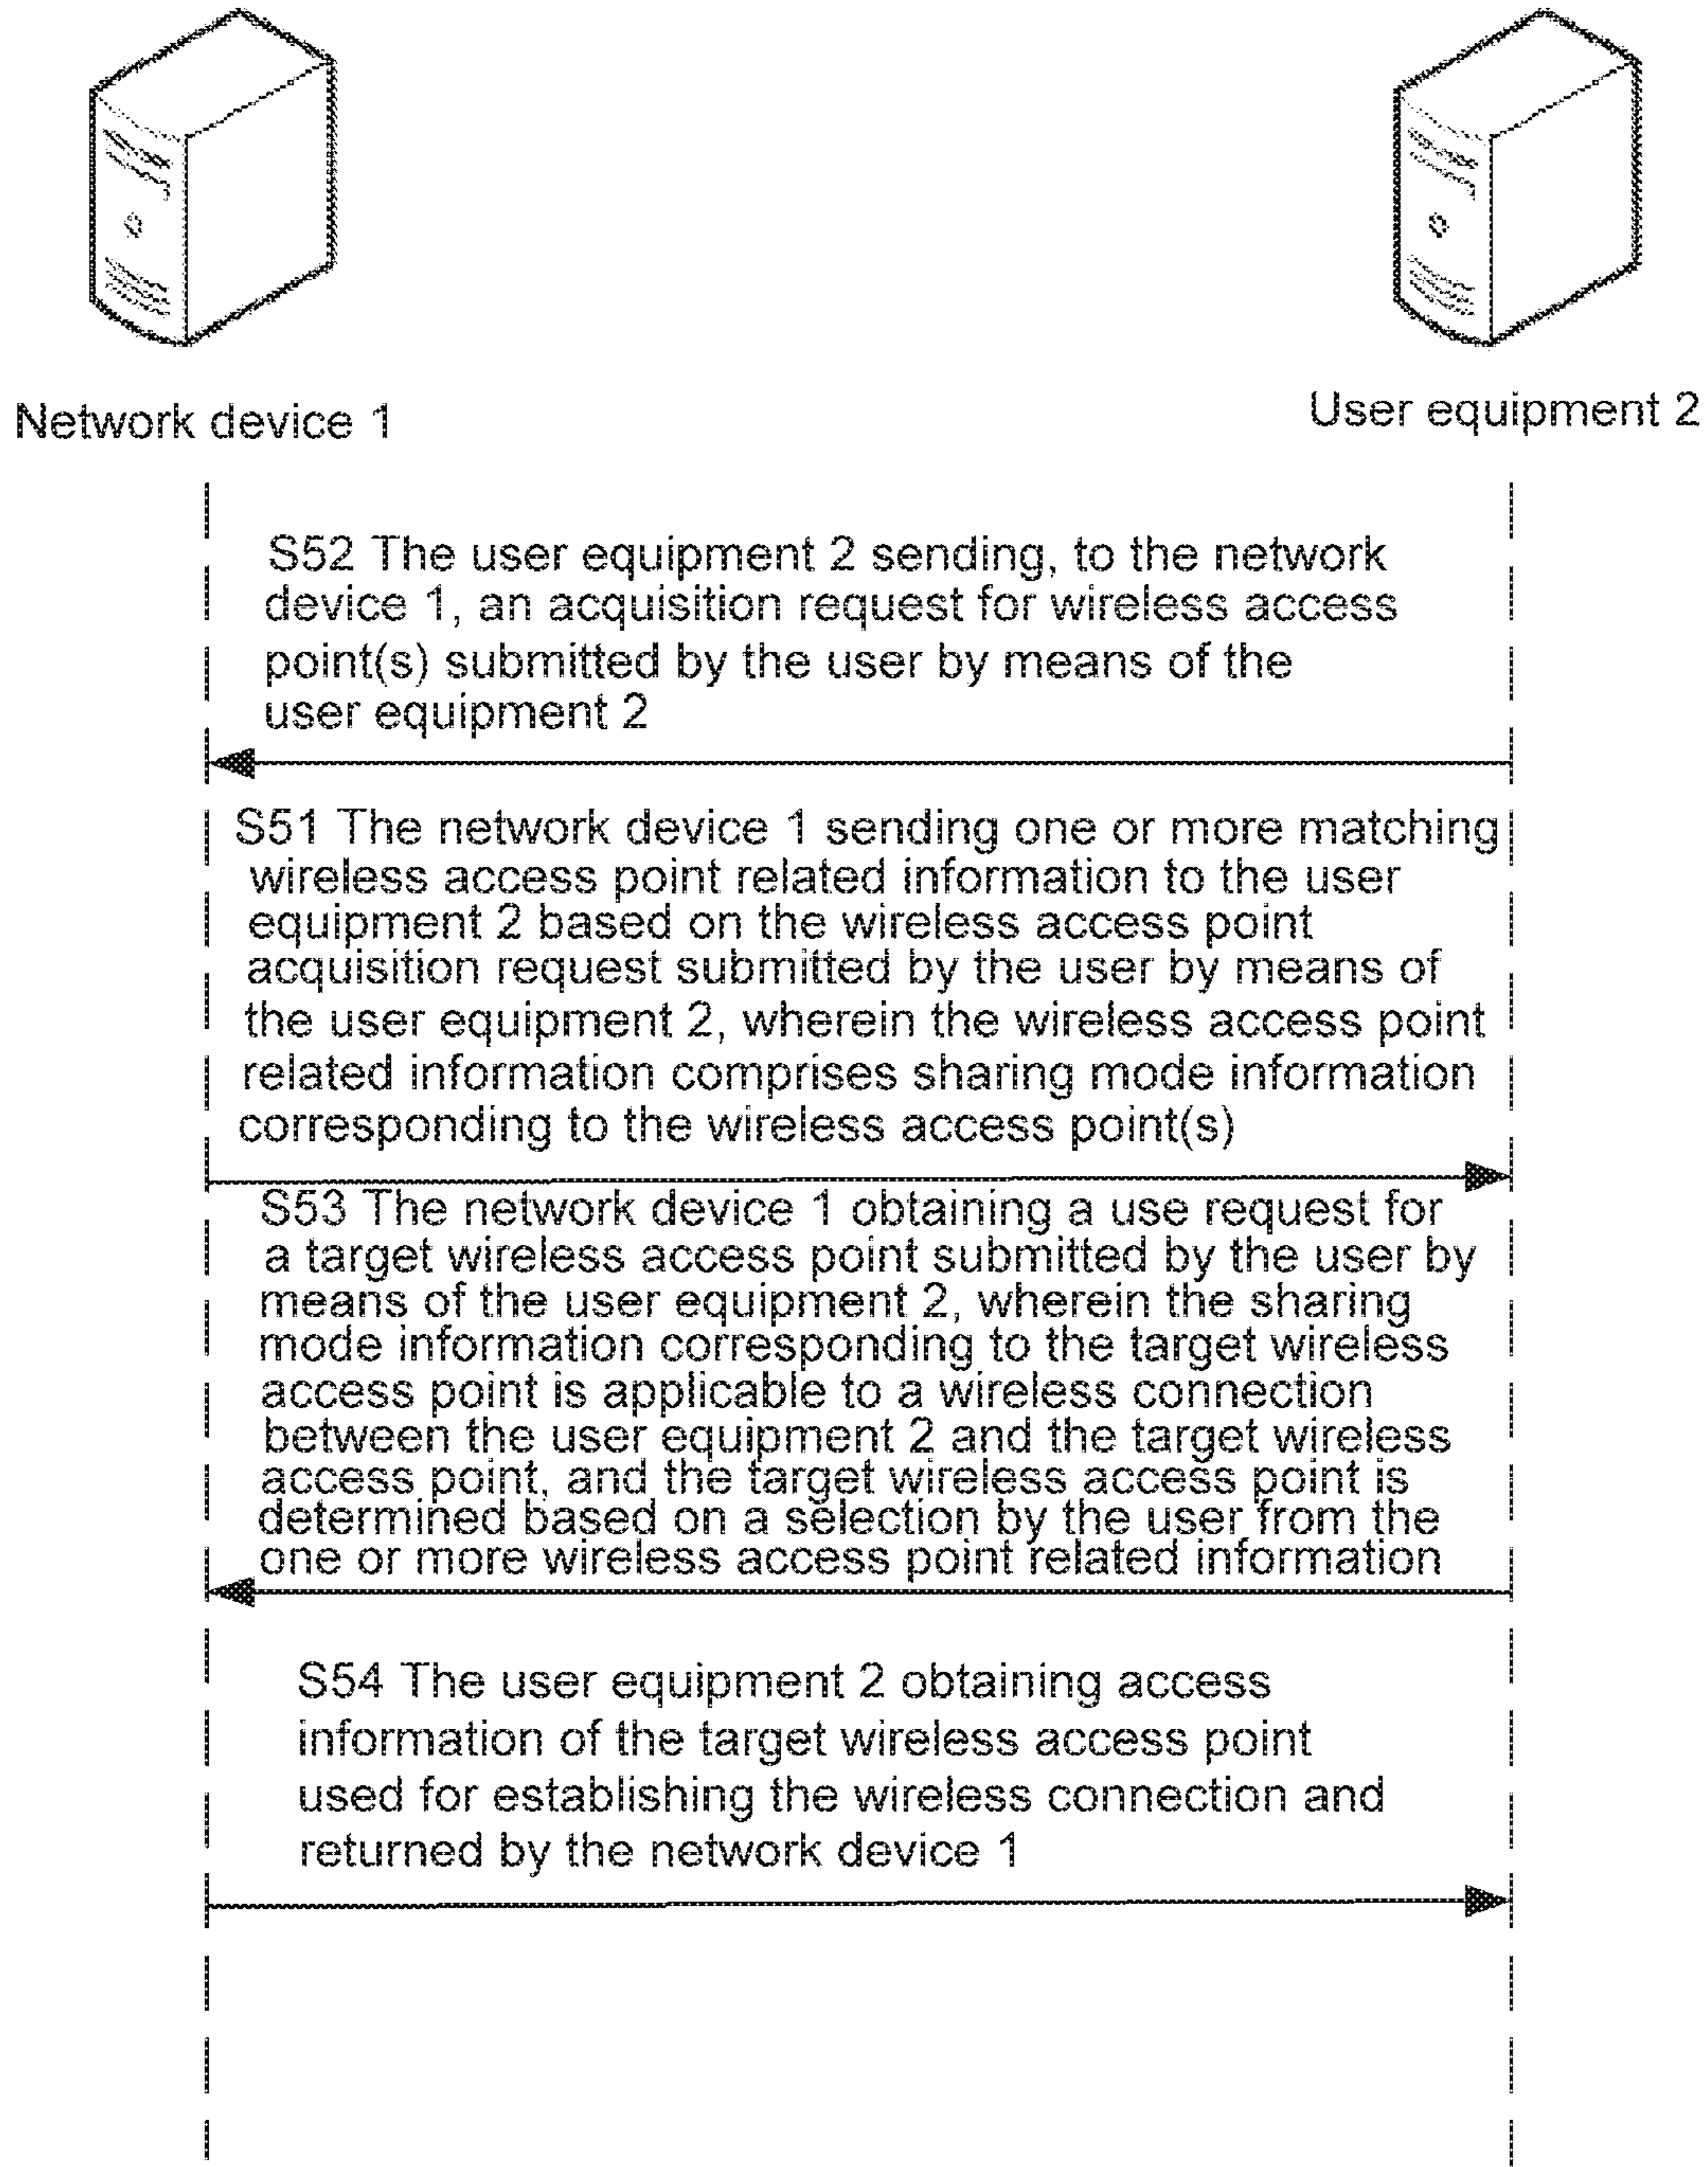 Network device 1
User equipment 2
S52 The user equipment 2 sending, to the network
device 1, an acquisition request for wireless access
point(s) submitted by the user by means of the
user equipment 2
S51 The network device 1 sending one or more matching
wireless access point related information to the user
equipment 2 based on the wireless access point
acquisition request submitted by the user by means of
the user equipment 2, wherein the wireless access point
related information comprises sharing mode information
corresponding to the wireless access point(s)
S53 The network device 1 obtaining a use request for
a target wireless access point submitted by the user by
means of the user equipment 2, wherein the sharing
mode information corresponding to the target wireless
access point is applicable to a wireless connection
between the user equipment 2 and the target wireless
access point, and the target wireless access point is
determined based on a selection by the user from the
one or more wireless access point related information
S54 The user equipment 2 obtaining access
information of the target wireless access point
used for establishing the wireless connection and
returned by the network device 1